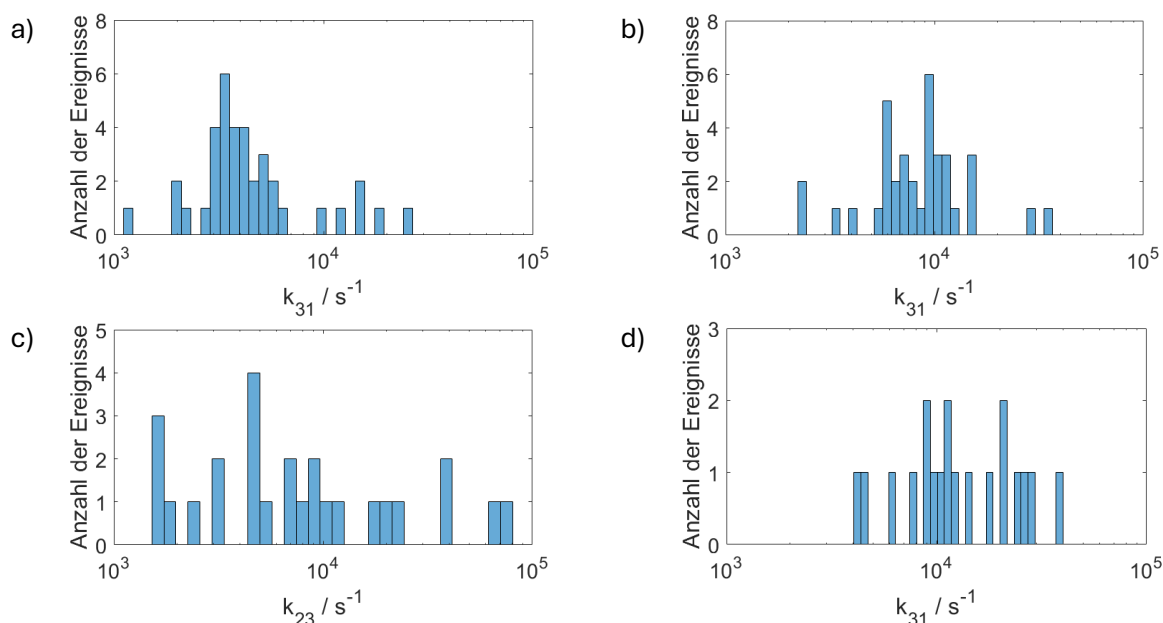 a)
Anzahl der Ereignisse
8
6
4
2
0
10^3
10^4
10^5
k_31 / s^-1
b)
Anzahl der Ereignisse
8
6
4
2
0
10^3
10^4
10^5
k_31 / s^-1
c)
Anzahl der Ereignisse
5
4
3
2
1
0
10^3
10^4
10^5
k_23 / s^-1
d)
Anzahl der Ereignisse
3
2
1
0
10^3
10^4
10^5
k_31 / s^-1